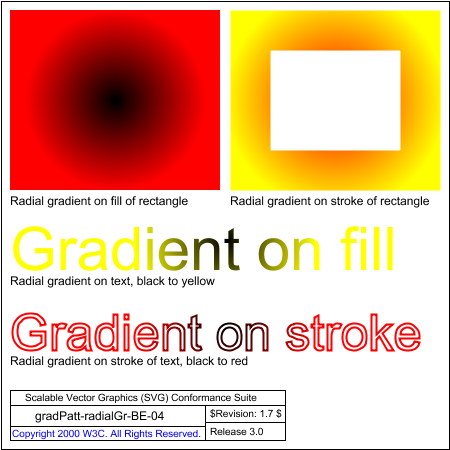 Radial gradient on fill of rectangle
Radial gradient on stroke of rectangle
Gradient on fill
Radial gradient on text, black to yellow
Gradient on stroke
Radial gradient on stroke of text, black to red
Scalable Vector Graphics (SVG) Conformance Suite
gradPatt-radialGr-BE-04
$Revision: 1.7 $
Copyright 2000 W3C. All Rights Reserved.
Release 3.0